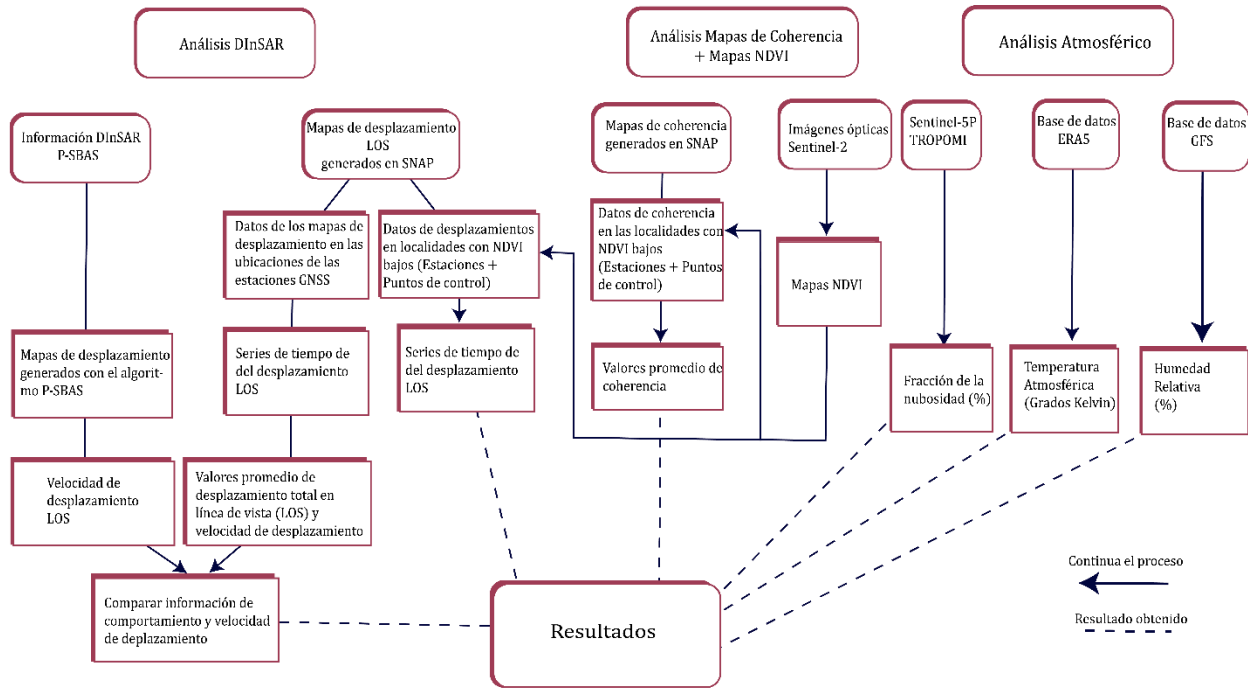 Análisis DInSAR
Análisis Mapas de Coherencia
+ Mapas NDVI
Análisis Atmosférico
Información DInSAR
P-SBAS
Mapas de desplazamiento
LOS
generados en SNAP
Mapas de coherencia
generados en SNAP
Imágenes ópticas
Sentinel-2
Sentinel-5P
TROPOMI
Base de datos
ERA5
Base de datos
GFS
Datos de los mapas de
desplazamiento en las
ubicaciones de las
estaciones GNSS
Datos de desplazamientos
en localidades con NDVI
bajos (Estaciones +
Puntos de control)
Datos de coherencia
en las localidades con
NDVI bajos
(Estaciones + Puntos
de control)
Mapas NDVI
Mapas de desplazamiento
generados con el algorit-
mo P-SBAS
Series de tiempo
del desplazamiento
LOS
Series de tiempo
del desplazamiento
LOS
Valores promedio de
coherencia
Fracción de la
nubosidad (%)
Temperatura
Atmosférica
(Grados Kelvin)
Humedad
Relativa
(%)
Velocidad de
desplazamiento
LOS
Valores promedio de
desplazamiento total en
línea de vista (LOS) y
velocidad de desplazamiento
Comparar información de
comportamiento y velocidad
de deplazamiento
Resultados
Continua el proceso
Resultado obtenido